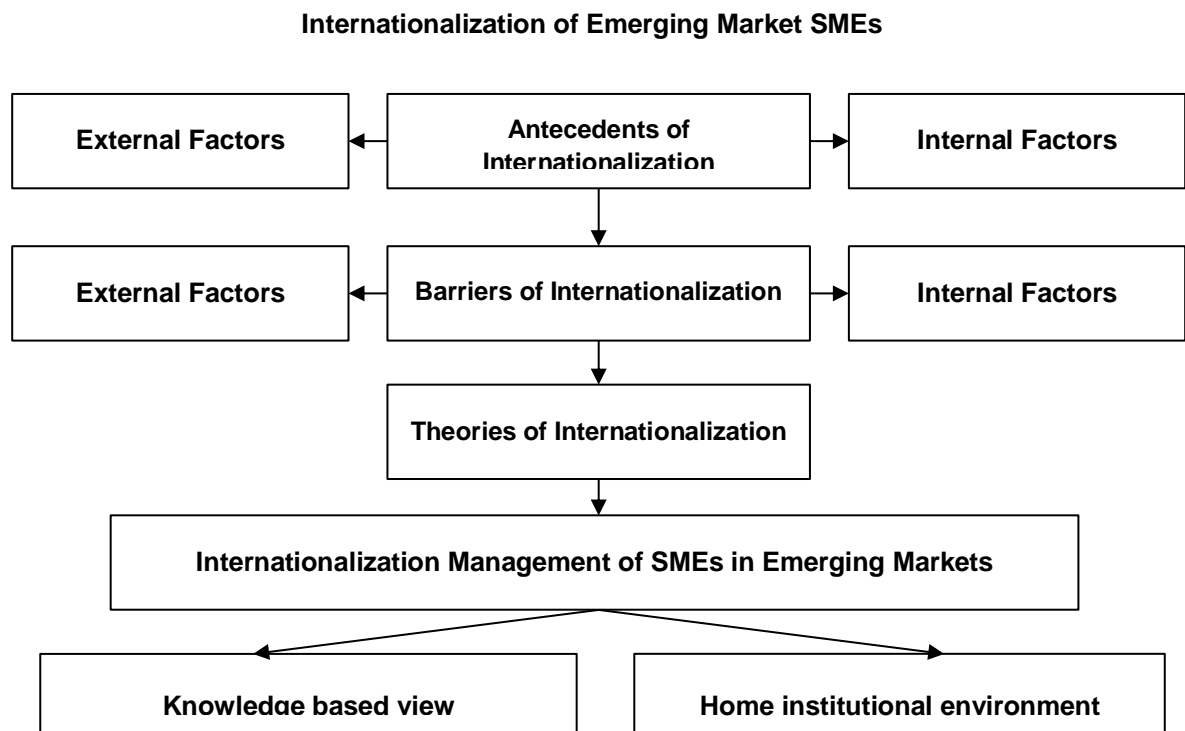 Internationalization of Emerging Market SMEs
External Factors
Antecedents of
Internationalization
Internal Factors
External Factors
Barriers of Internationalization
Internal Factors
Theories of Internationalization
Internationalization Management of SMEs in Emerging Markets
Knowledge based view
Home institutional environment